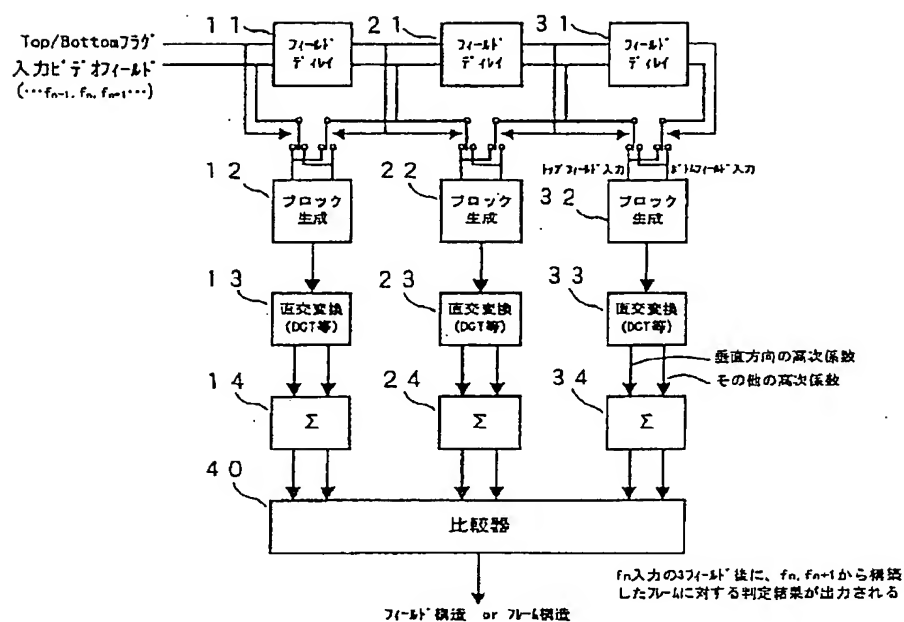 11
21
31
Top/Bottomフラグ
入力ビデオフィールド
(…fn-1, fn, fn+1…)
フィールド
ディレイ
フィールド
ディレイ
フィールド
ディレイ
トップフィールド入力
ボトムフィールド入力
12
22
32
ブロック
生成
ブロック
生成
ブロック
生成
13
23
33
直交変換
(DGT等)
直交変換
(DGT等)
直交変換
(DGT等)
垂直方向の高次係数
その他の高次係数
14
24
34
Σ
Σ
Σ
40
比較器
fn入力の3フィールド後に、fn, fn+1から構築
したフレームに対する判定結果が出力される
フィールド構造 or フレーム構造